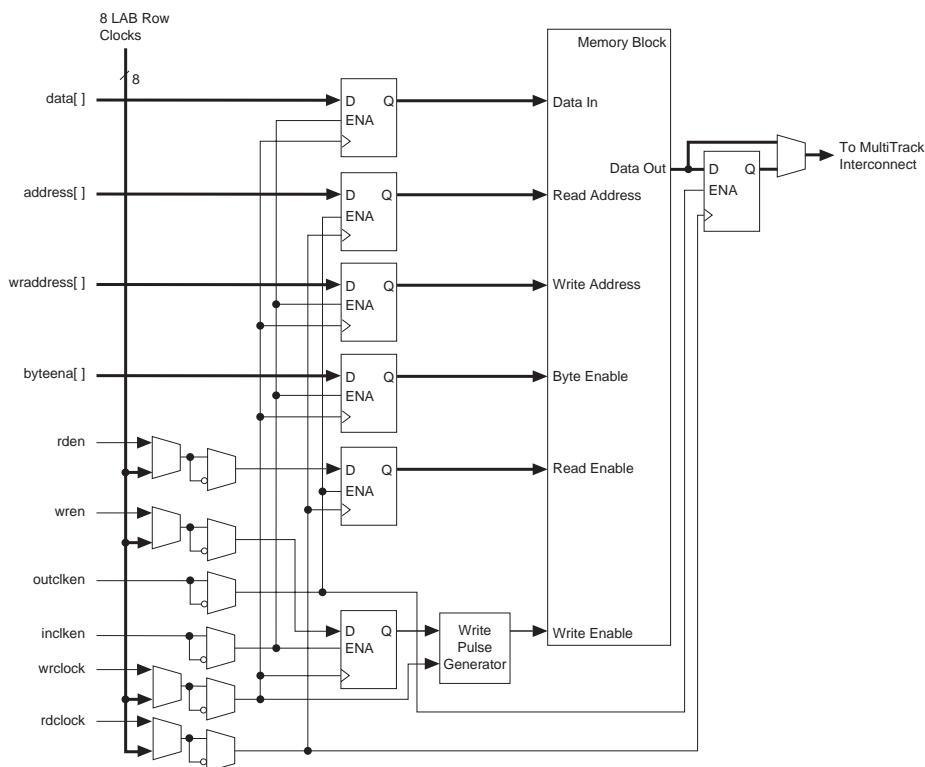 8 LAB Row
Clocks
8
Memory Block
data[ ]
D Q
ENA
Data In
To MultiTrack
Interconnect
Data Out
D Q
ENA
address[ ]
D Q
ENA
Read Address
wraddress[ ]
D Q
ENA
Write Address
byteena[ ]
D Q
ENA
Byte Enable
rden
D Q
ENA
Read Enable
wren
outclken
inclken
D Q
ENA
Write
Pulse
Generator
Write Enable
wrclock
rdclock